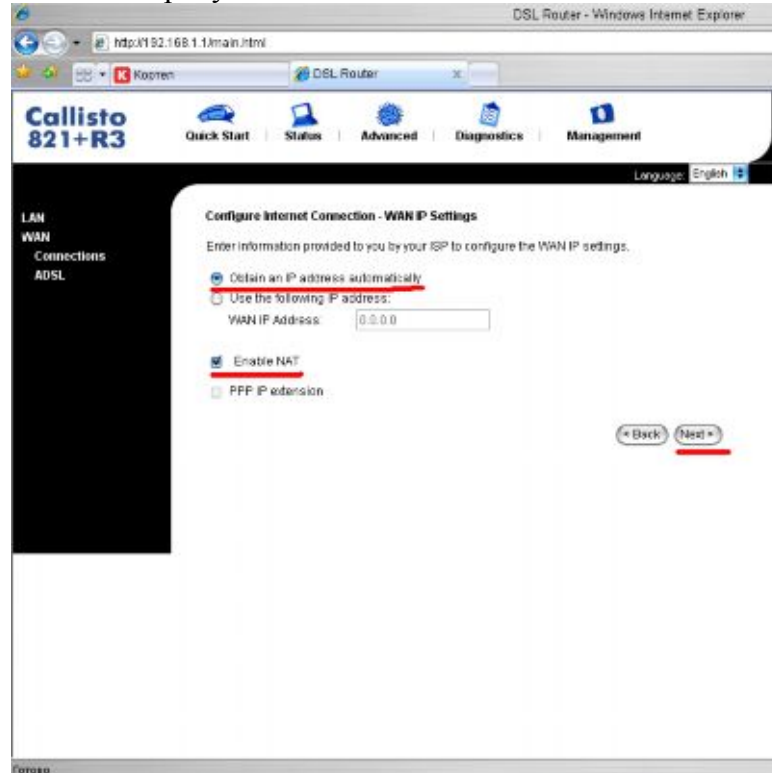 DSL Router - Windows Internet Explorer
http://192.168.1.1/main.html
K Коптел
DSL Router x
Callisto
821+R3
Quick Start | Status | Advanced | Diagnostics | Management
Language: English
LAN
WAN
Connections
ADSL
Configure Internet Connection - WAN IP Settings
Enter information provided to you by your ISP to configure the WAN IP settings.
Obtain an IP address automatically
Use the following IP address:
WAN IP Address: 0.0.0.0
Enable NAT
PPP IP extension
Back Next
Готово